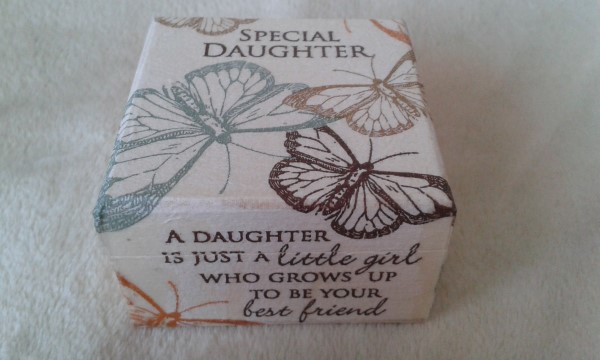 SPECIAL
DAUGHTER
A DAUGHTER
IS JUST A little girl
WHO GROWS UP
TO BE YOUR
best friend